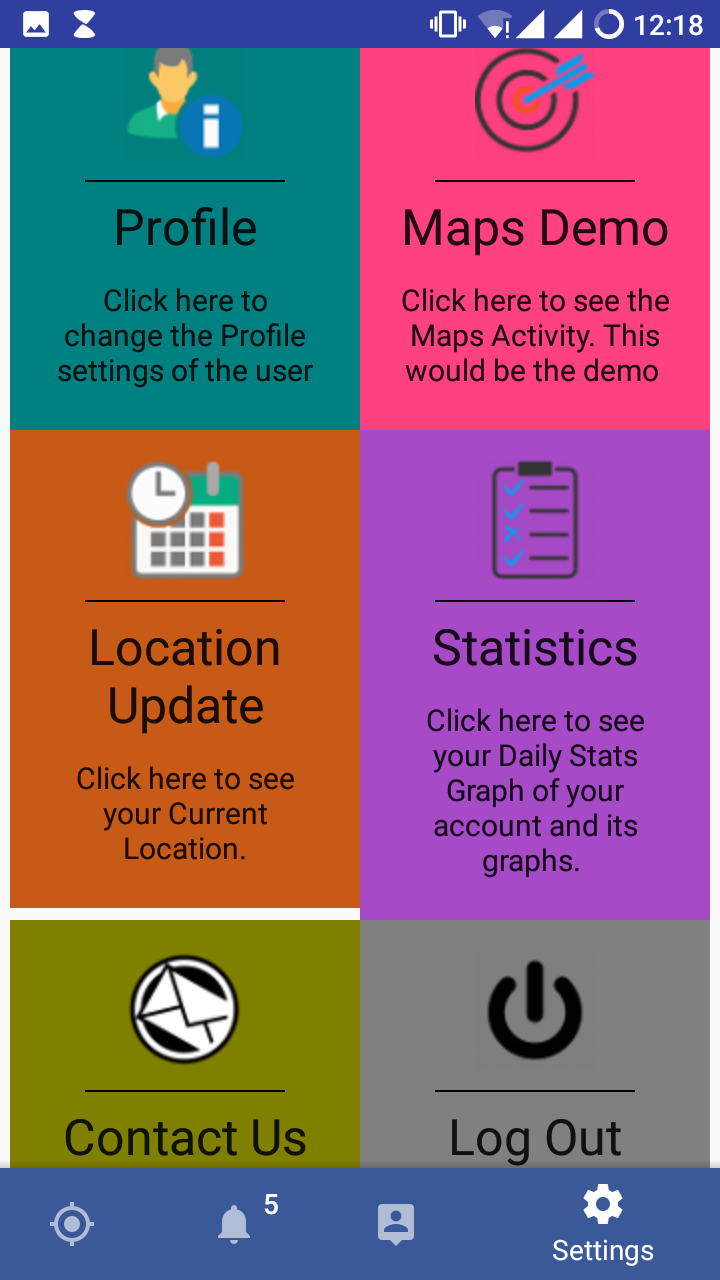 12:18
Profile
Click here to
change the Profile
settings of the user
Maps Demo
Click here to see the
Maps Activity. This
would be the demo
Location
Update
Click here to see
your Current
Location.
Statistics
Click here to see
your Daily Stats
Graph of your
account and its
graphs.
Contact Us
Log Out
5
Settings